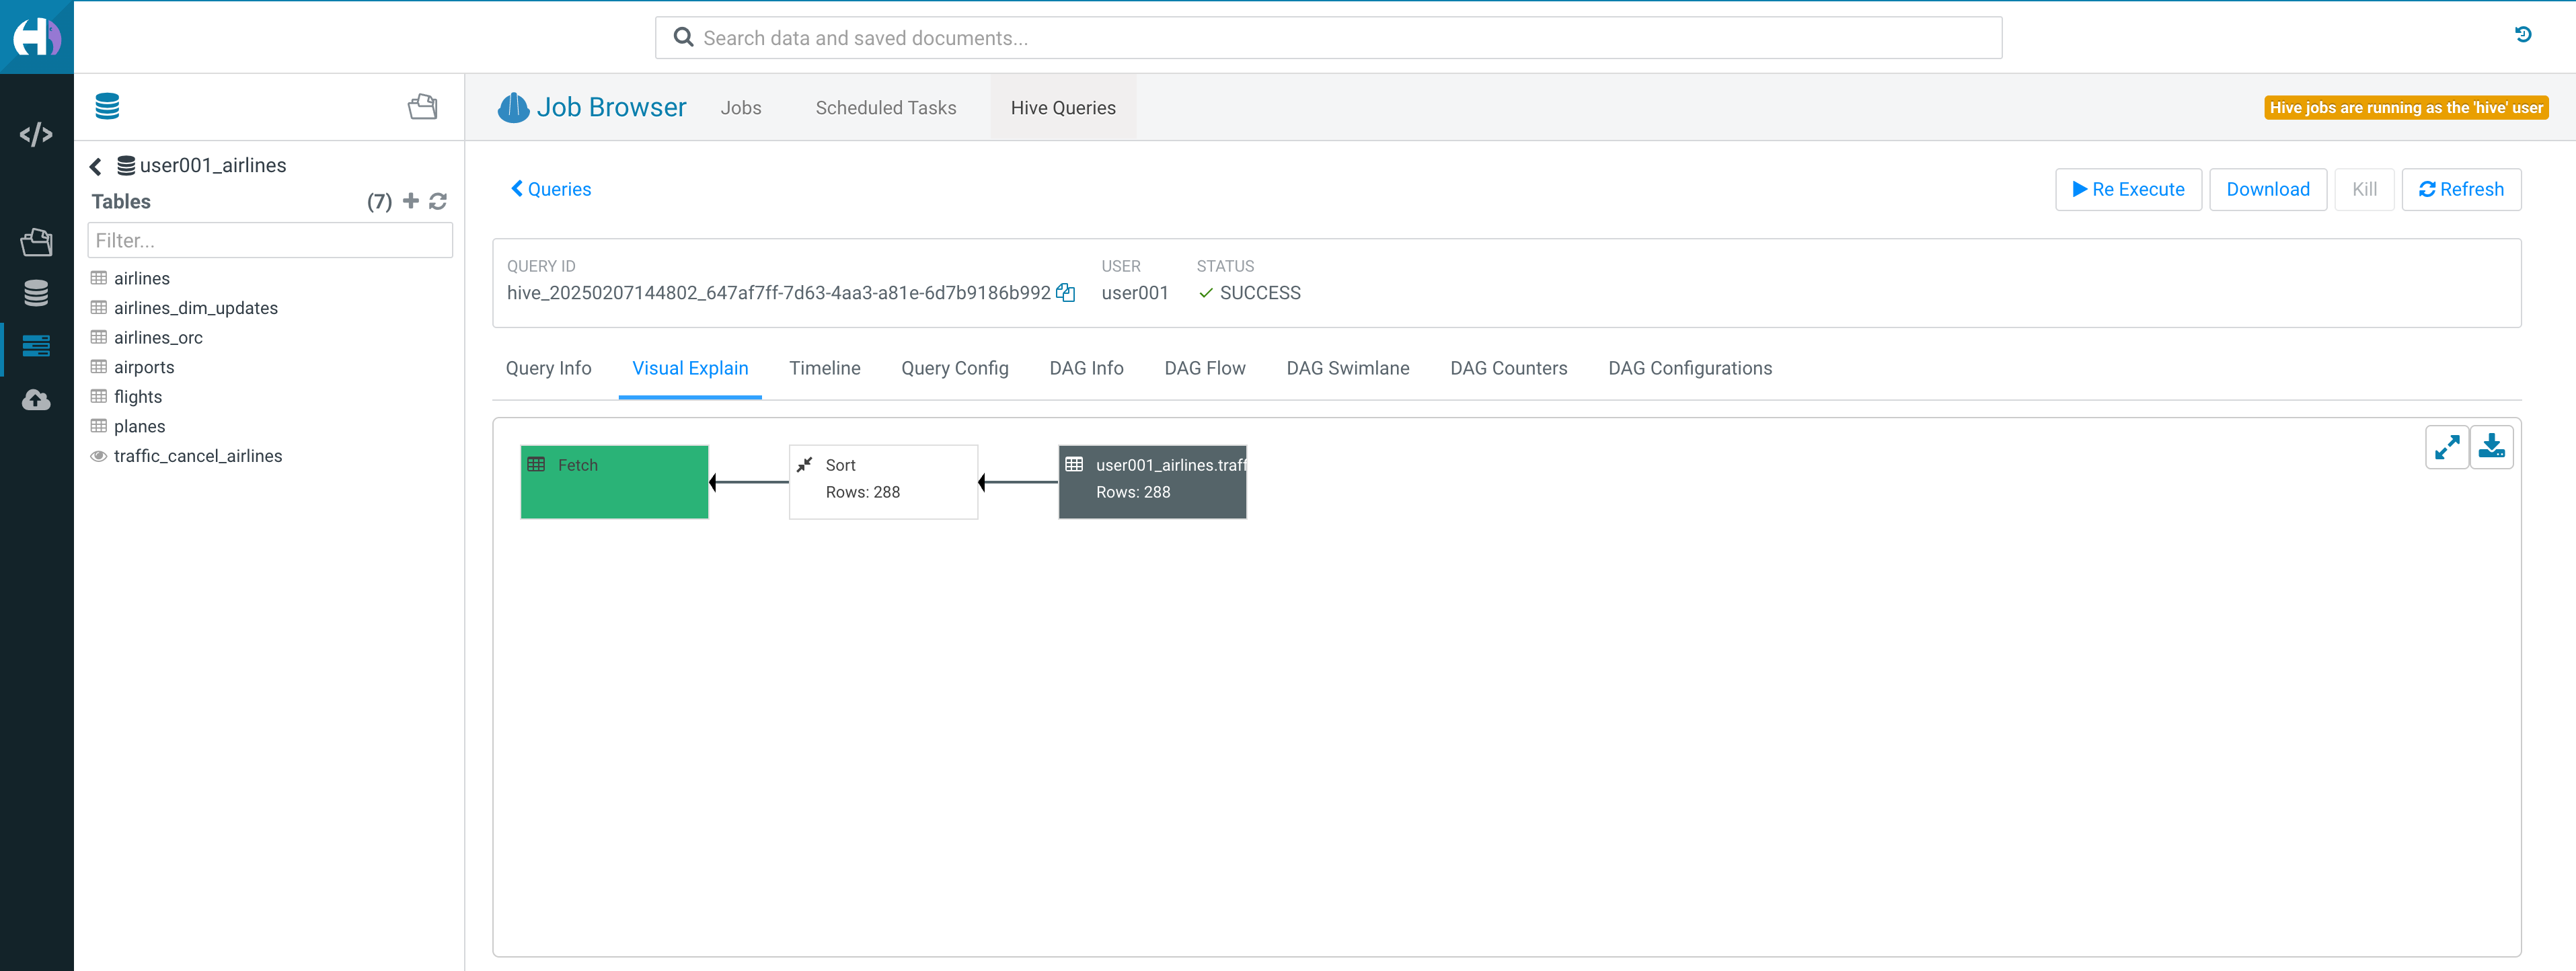 Search data and saved documents...
Job Browser
Jobs
Scheduled Tasks
Hive Queries
Hive jobs are running as the 'hive' user
user001_airlines
Tables
(7)
Filter...
airlines
airlines_dim_updates
airlines_orc
airports
flights
planes
traffic_cancel_airlines
Queries
Re Execute
Download
Kill
Refresh
QUERY ID
hive_20250207144802_647af7ff-7d63-4aa3-a81e-6d7b9186b992
USER
user001
STATUS
SUCCESS
Query Info
Visual Explain
Timeline
Query Config
DAG Info
DAG Flow
DAG Swimlane
DAG Counters
DAG Configurations
Fetch
Sort
Rows: 288
user001_airlines.traff
Rows: 288